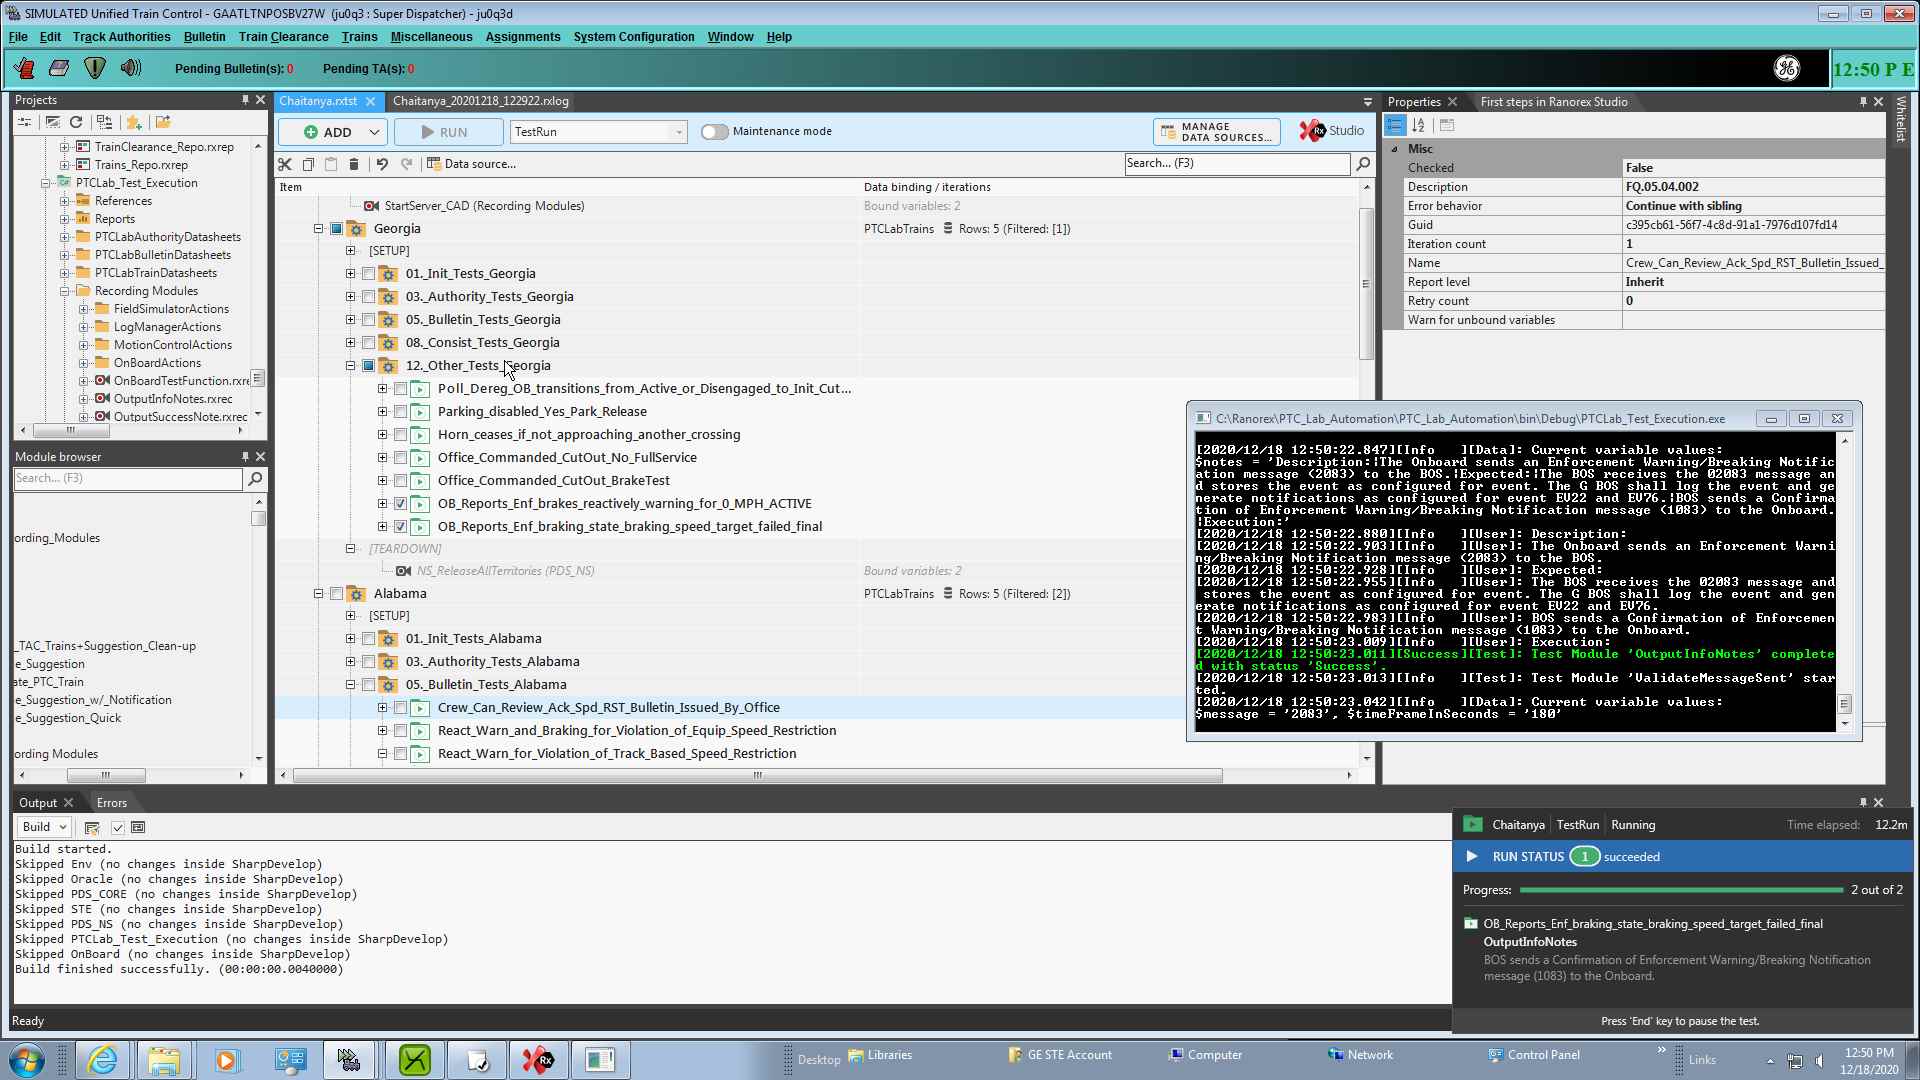 SIMULATED Unified Train Control - GAATLTNPOSBV27W (ju0q3 : Super Dispatcher) - ju0q3d
File Edit Track Authorities Bulletin Train Clearance Trains Miscellaneous Assignments System Configuration Window Help
Pending Bulletin(s): 0 Pending TA(s): 0
12:50 P E
Projects
TrainClearance_Repo.rxrep
Trains_Repo.rxrep
PTCLab_Test_Execution
References
Reports
PTCLabAuthorityDatasheets
PTCLabBulletinDatasheets
PTCLabTrainDatasheets
Recording Modules
FieldSimulatorActions
LogManagerActions
MotionControlActions
OnBoardActions
OnBoardTestFunction.rxre
OutputInfoNotes.rxrec
OutputSuccessNote.rxrec
Module browser
Search... (F3)
ording_Modules
_TAC_Trains+Suggestion_Clean-up
e_Suggestion
ate_PTC_Train
e_Suggestion_w/_Notification
e_Suggestion_Quick
ording Modules
Chaitanya.rxtst Chaitanya_20201218_122922.rxlog
ADD RUN TestRun Maintenance mode MANAGE DATA SOURCES... Studio
Data source... Search... (F3)
Item Data binding / iterations
StartServer_CAD (Recording Modules) Bound variables: 2
Georgia PTCLabTrains Rows: 5 (Filtered: [1])
[SETUP]
01._Init_Tests_Georgia
03._Authority_Tests_Georgia
05._Bulletin_Tests_Georgia
08._Consist_Tests_Georgia
12._Other_Tests_Georgia
Poll_Dereg_OB_transitions_from_Active_or_Disengaged_to_Init_Cut...
Parking_disabled_Yes_Park_Release
Horn_ceases_if_not_approaching_another_crossing
Office_Commanded_CutOut_No_FullService
Office_Commanded_CutOut_BrakeTest
OB_Reports_Enf_brakes_reactively_warning_for_0_MPH_ACTIVE
OB_Reports_Enf_braking_state_braking_speed_target_failed_final
[TEARDOWN]
NS_ReleaseAllTerritories (PDS_NS) Bound variables: 2
Alabama PTCLabTrains Rows: 5 (Filtered: [2])
[SETUP]
01._Init_Tests_Alabama
03._Authority_Tests_Alabama
05._Bulletin_Tests_Alabama
Crew_Can_Review_Ack_Spd_RST_Bulletin_Issued_By_Office
React_Warn_and_Braking_for_Violation_of_Equip_Speed_Restriction
React_Warn_for_Violation_of_Track_Based_Speed_Restriction
Properties First steps in Ranorex Studio
Whitelist
Misc
Checked False
Description FQ.05.04.002
Error behavior Continue with sibling
Guid c395cb61-56f7-4c8d-91a1-7976d107fd14
Iteration count 1
Name Crew_Can_Review_Ack_Spd_RST_Bulletin_Issued_
Report level Inherit
Retry count 0
Warn for unbound variables
C:\Ranorex\PTC_Lab_Automation\PTC_Lab_Automation\bin\Debug\PTCLab_Test_Execution.exe
[2020/12/18 12:50:22.847][Info ][Data]: Current variable values:
$notes = 'Description:|The Onboard sends an Enforcement Warning/Breaking Notific
ation message (2083) to the BOS.|Expected:|The BOS receives the 02083 message an
d stores the event as configured for event. The G BOS shall log the event and ge
nerate notifications as configured for event EV22 and EV76.|BOS sends a Confirma
tion of Enforcement Warning/Breaking Notification message (1083) to the Onboard.
|Execution:'
[2020/12/18 12:50:22.880][Info ][User]: Description:
[2020/12/18 12:50:22.903][Info ][User]: The Onboard sends an Enforcement Warni
ng/Breaking Notification message (2083) to the BOS.
[2020/12/18 12:50:22.928][Info ][User]: Expected:
[2020/12/18 12:50:22.955][Info ][User]: The BOS receives the 02083 message and
stores the event as configured for event. The G BOS shall log the event and gen
erate notifications as configured for event EV22 and EV76.
[2020/12/18 12:50:22.983][Info ][User]: BOS sends a Confirmation of Enforcemen
t Warning/Breaking Notification message (1083) to the Onboard.
[2020/12/18 12:50:23.009][Info ][User]: Execution:
[2020/12/18 12:50:23.011][Success][Test]: Test Module 'OutputInfoNotes' complete
d with status 'Success'.
[2020/12/18 12:50:23.013][Info ][Test]: Test Module 'ValidateMessageSent' star
ted.
[2020/12/18 12:50:23.042][Info ][Data]: Current variable values:
$message = '2083', $timeFrameInSeconds = '180'
Output Errors
Build
Build started.
Skipped Env (no changes inside SharpDevelop)
Skipped Oracle (no changes inside SharpDevelop)
Skipped PDS_CORE (no changes inside SharpDevelop)
Skipped STE (no changes inside SharpDevelop)
Skipped PDS_NS (no changes inside SharpDevelop)
Skipped PTCLab_Test_Execution (no changes inside SharpDevelop)
Skipped OnBoard (no changes inside SharpDevelop)
Build finished successfully. (00:00:00.0040000)
Ready
Chaitanya TestRun Running Time elapsed: 12.2m
RUN STATUS 1 succeeded
Progress: 2 out of 2
OB_Reports_Enf_braking_state_braking_speed_target_failed_final
OutputInfoNotes
BOS sends a Confirmation of Enforcement Warning/Breaking Notification
message (1083) to the Onboard.
Press 'End' key to pause the test.
Desktop Libraries GE STE Account Computer Network Control Panel Links
12:50 PM
12/18/2020